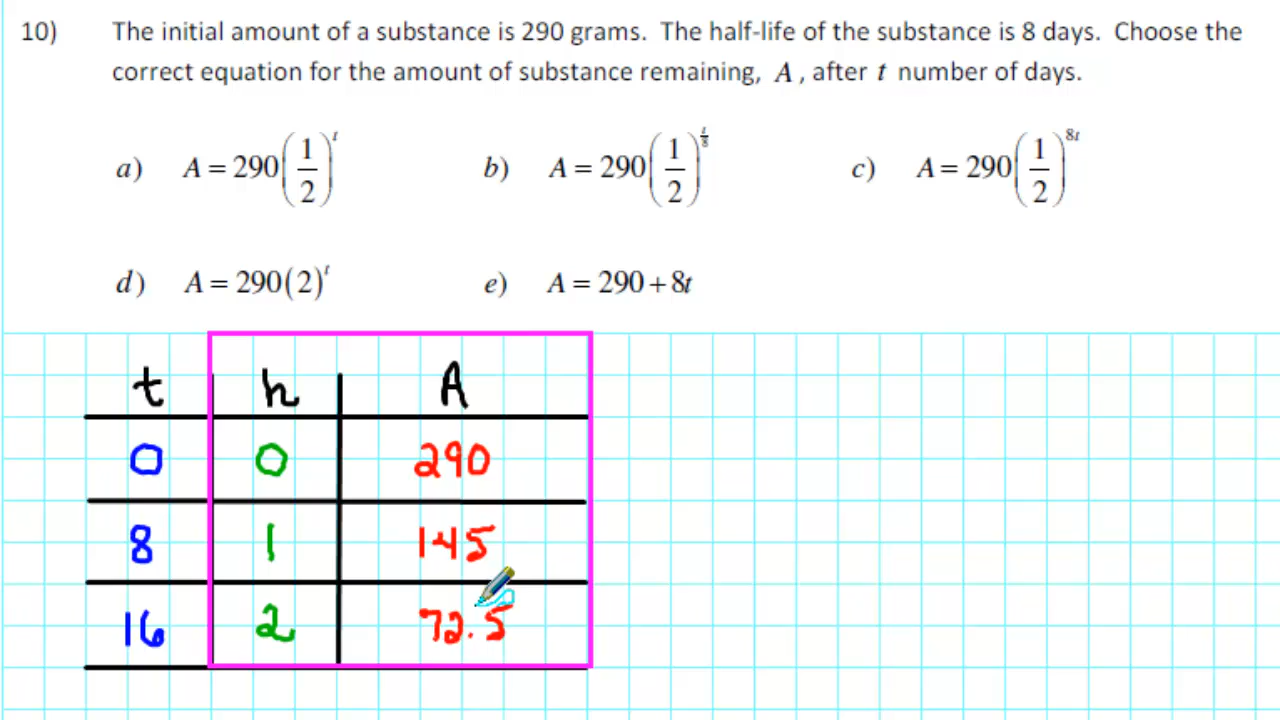 10) The initial amount of a substance is 290 grams. The half-life of the substance is 8 days. Choose the
correct equation for the amount of substance remaining, A , after t number of days.
a) A = 290(1/2)^t b) A = 290(1/2)^(t/8) c) A = 290(1/2)^(8t)
d) A = 290(2)^t e) A = 290 + 8t
t h A
0 0 290
8 1 145
16 2 72.5